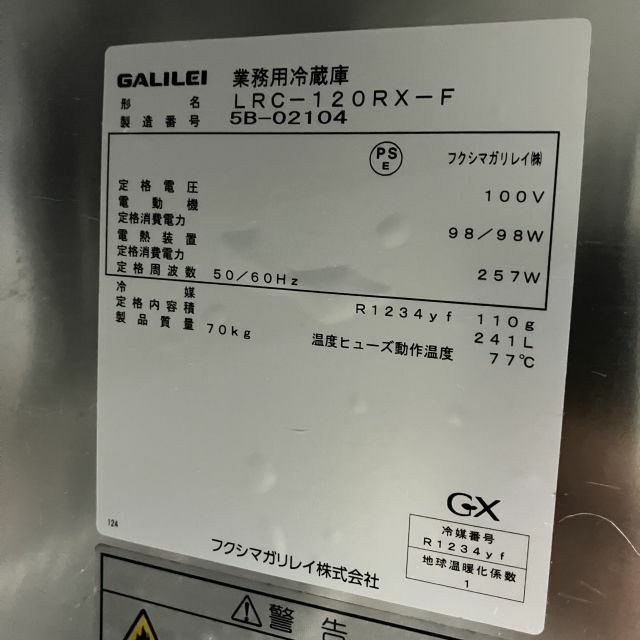 GALILEI 業務用冷蔵庫
形名 LRC-120RX-F
製造番号 5B-02104
PS
E
フクシマガリレイ㈱
定格電圧 100V
電動機
定格消費電力 98/98W
電熱装置
定格消費電力 257W
定格周波数 50/60Hz
冷媒 R1234yf 110g
定格内容積 241L
製品質量 70kg 温度ヒューズ動作温度 77℃
GX
冷媒番号
R1234yf
地球温暖化係数
1
124
フクシマガリレイ株式会社
警告